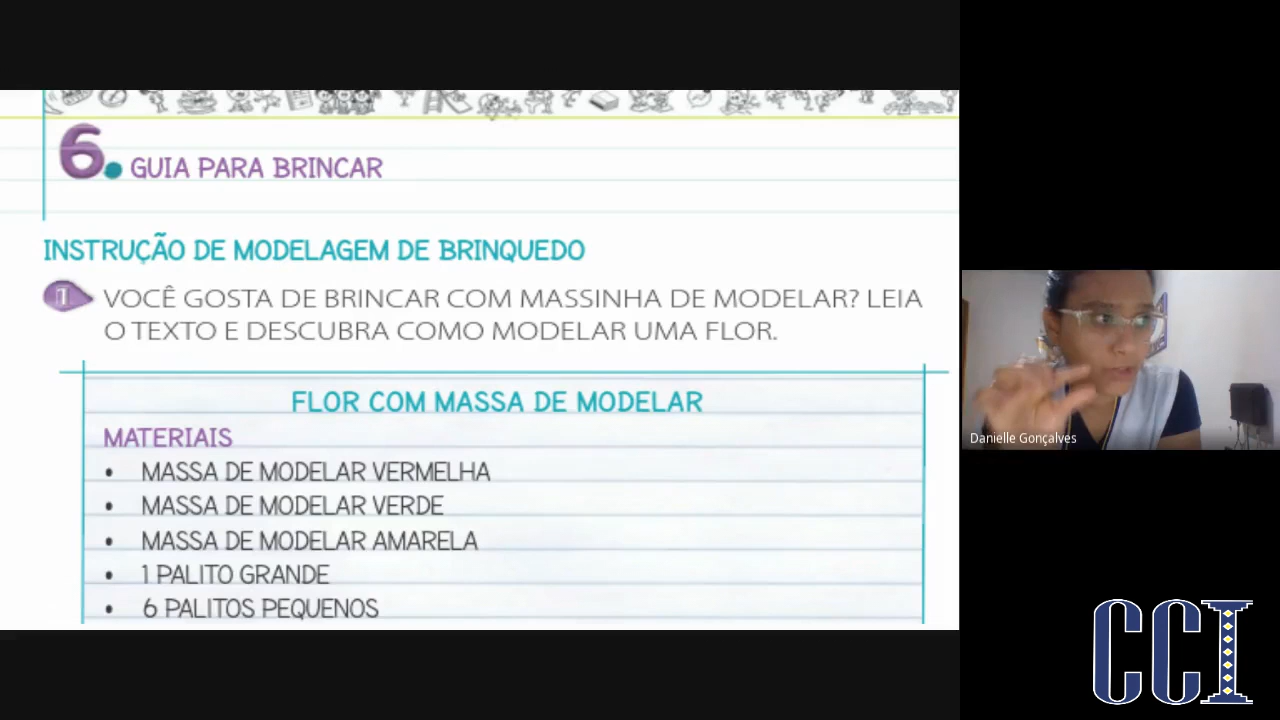 6. GUIA PARA BRINCAR
INSTRUÇÃO DE MODELAGEM DE BRINQUEDO
1 VOCÊ GOSTA DE BRINCAR COM MASSINHA DE MODELAR? LEIA
O TEXTO E DESCUBRA COMO MODELAR UMA FLOR.
FLOR COM MASSA DE MODELAR
MATERIAIS
• MASSA DE MODELAR VERMELHA
• MASSA DE MODELAR VERDE
• MASSA DE MODELAR AMARELA
• 1 PALITO GRANDE
• 6 PALITOS PEQUENOS
Danielle Gonçalves
CCI